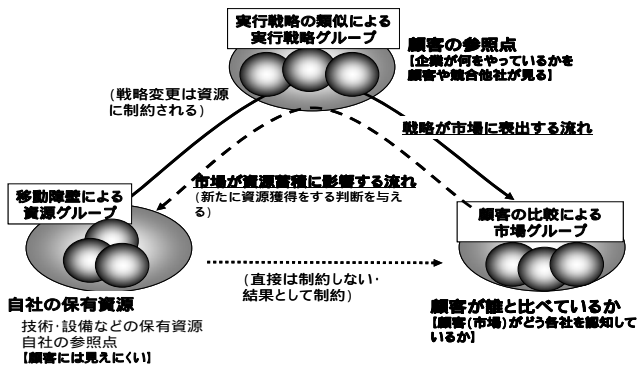 実行戦略の類似による
実行戦略グループ
顧客の参照点
【企業が何をやっているかを
顧客や競合他社が見る】
(戦略変更は資源
に制約される)
戦略が市場に表出する流れ
市場が資源蓄積に影響する流れ
(新たに資源獲得をする判断を与え
る)
移動障壁による
資源グループ
顧客の比較による
市場グループ
(直接は制約しない・
結果として制約)
自社の保有資源
技術・設備などの保有資源
自社の参照点
【顧客には見えにくい】
顧客が誰と比べているか
【顧客(市場)がどう各社を認知して
いるか】